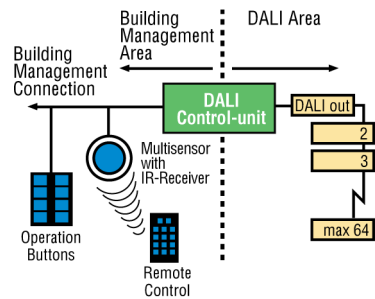 Building
Management
Area
DALI Area
Building
Management
Connection
DALI
Control-unit
DALI out
2
3
max 64
Multisensor
with
IR-Receiver
Operation
Buttons
Remote
Control